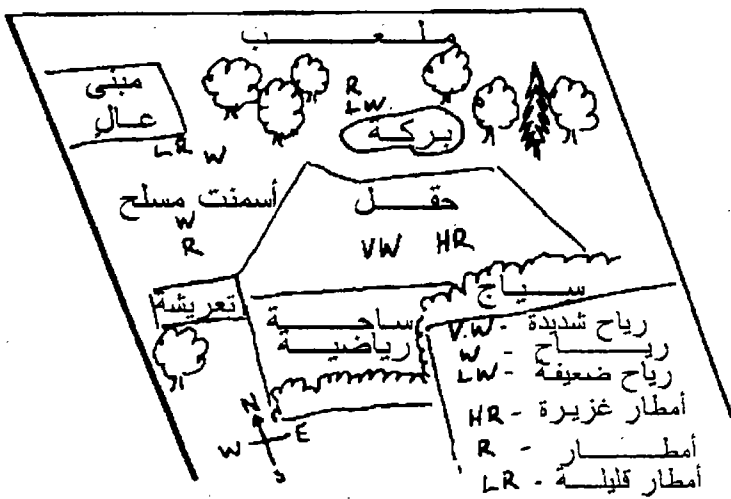 ملعب
مبنى
عالٍ
R
LW
بركة
LR W
أسمنت مسلح
W
R
حقل
VW HR
تعريشة
ساحة
رياضية
سياج
V.W - رياح شديدة
W - رياح
LW - رياح ضعيفة
HR - أمطار غزيرة
R - أمطار
LR - أمطار قليلة
N
W E
S